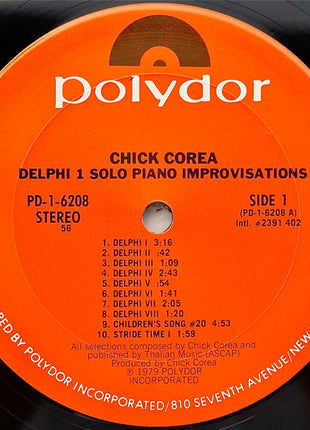 polydor
CHICK COREA
DELPHI 1 SOLO PIANO IMPROVISATIONS
PD-1-6208
STEREO
56
SIDE 1
(PD-1-6208 A)
Intl. #2391 402
1. DELPHI I 3:16
2. DELPHI II :42
3. DELPHI III 1:09
4. DELPHI IV 2:43
5. DELPHI V :54
6. DELPHI VI 1:41
7. DELPHI VII 2:05
8. DELPHI VIII 1:20
9. CHILDREN'S SONG #20 4:53
10. STRIDE TIME I :59
All selections composed by Chick Corea and
published by Thalian Music (ASCAP)
Produced by Chick Corea
℗ 1979 POLYDOR
INCORPORATED
RED BY POLYDOR INCORPORATED/810 SEVENTH AVENUE/NEW